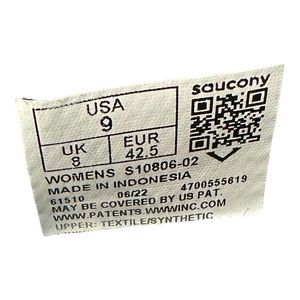 USA
9
UK
8
EUR
42.5
saucony
WOMENS S10806-02
MADE IN INDONESIA
61510 06/22 4700555619
MAY BE COVERED BY US PAT.
WWW.PATENTS.WWWINC.COM
UPPER: TEXTILE/SYNTHETIC